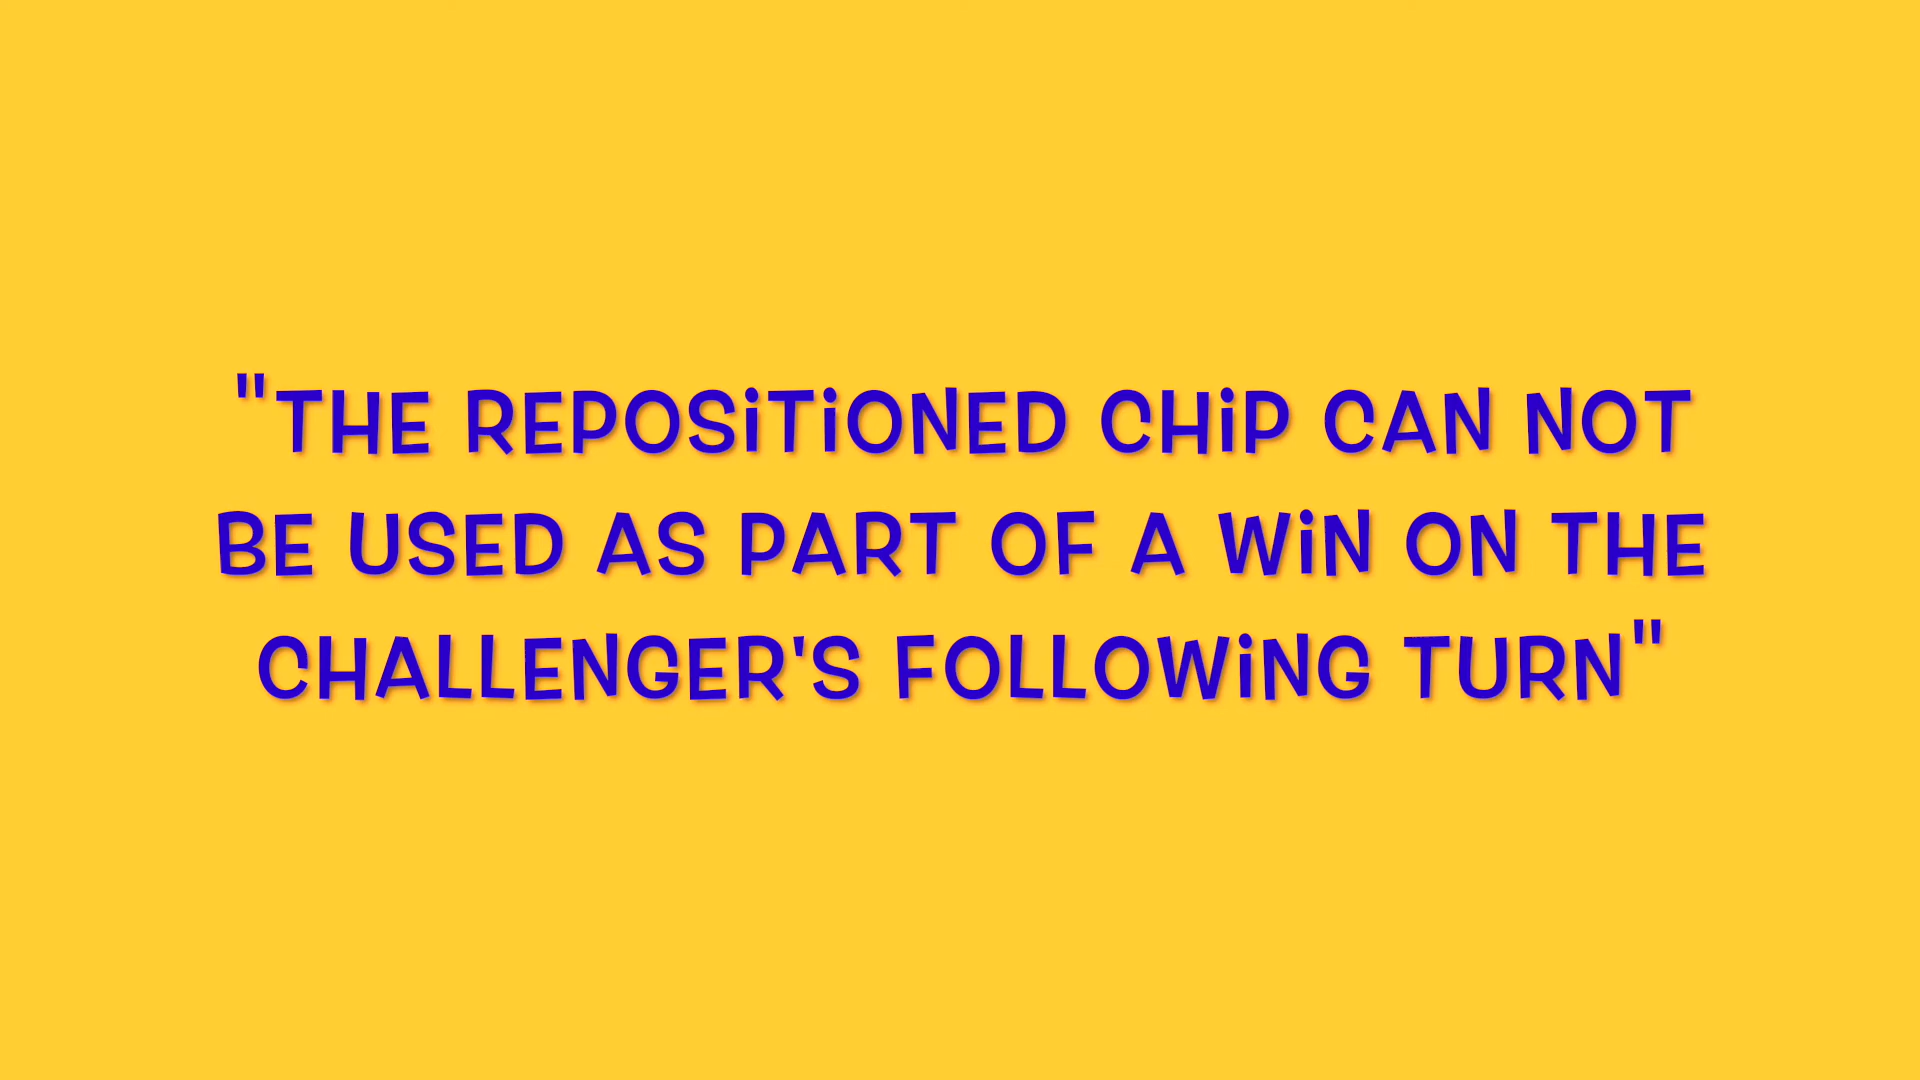 "THE REPOSiTiONED CHiP CAN NOT
BE USED AS PART OF A WiN ON THE
CHALLENGER'S FOLLOWiNG TURN"